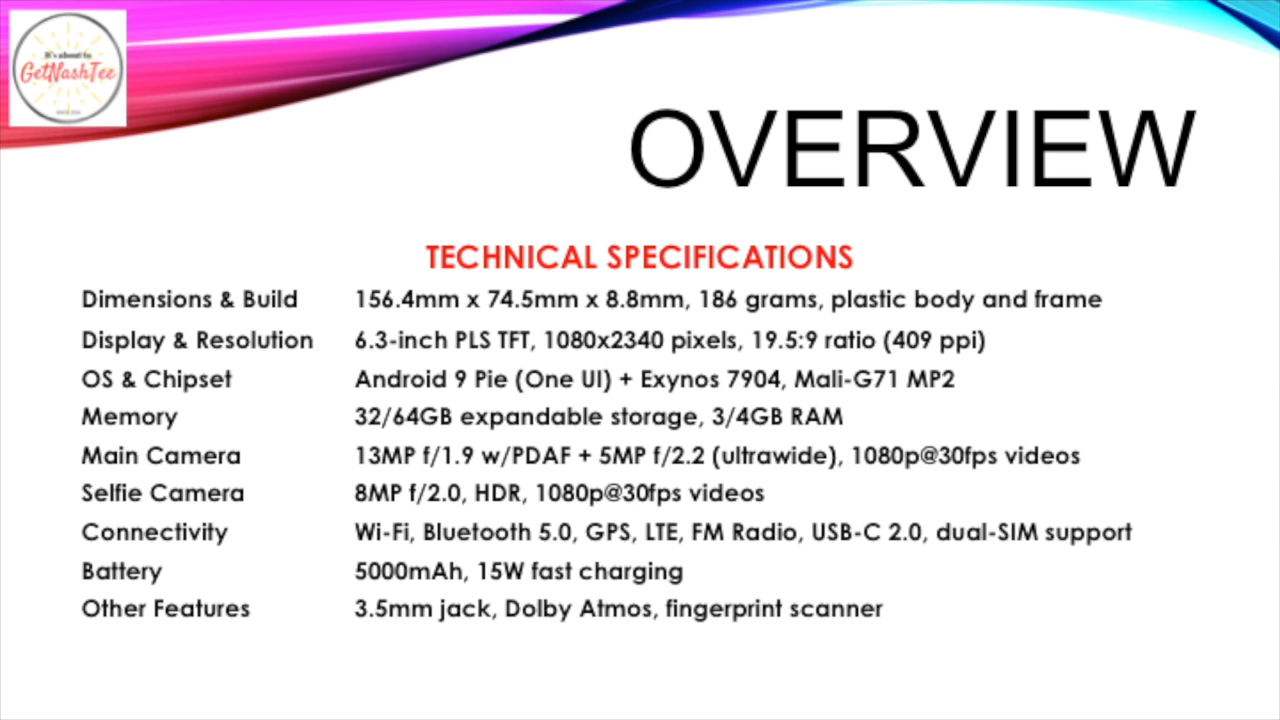 It's about to
GetNashTee
OVERVIEW
TECHNICAL SPECIFICATIONS
Dimensions & Build 156.4mm x 74.5mm x 8.8mm, 186 grams, plastic body and frame
Display & Resolution 6.3-inch PLS TFT, 1080x2340 pixels, 19.5:9 ratio (409 ppi)
OS & Chipset Android 9 Pie (One UI) + Exynos 7904, Mali-G71 MP2
Memory 32/64GB expandable storage, 3/4GB RAM
Main Camera 13MP f/1.9 w/PDAF + 5MP f/2.2 (ultrawide), 1080p@30fps videos
Selfie Camera 8MP f/2.0, HDR, 1080p@30fps videos
Connectivity Wi-Fi, Bluetooth 5.0, GPS, LTE, FM Radio, USB-C 2.0, dual-SIM support
Battery 5000mAh, 15W fast charging
Other Features 3.5mm jack, Dolby Atmos, fingerprint scanner